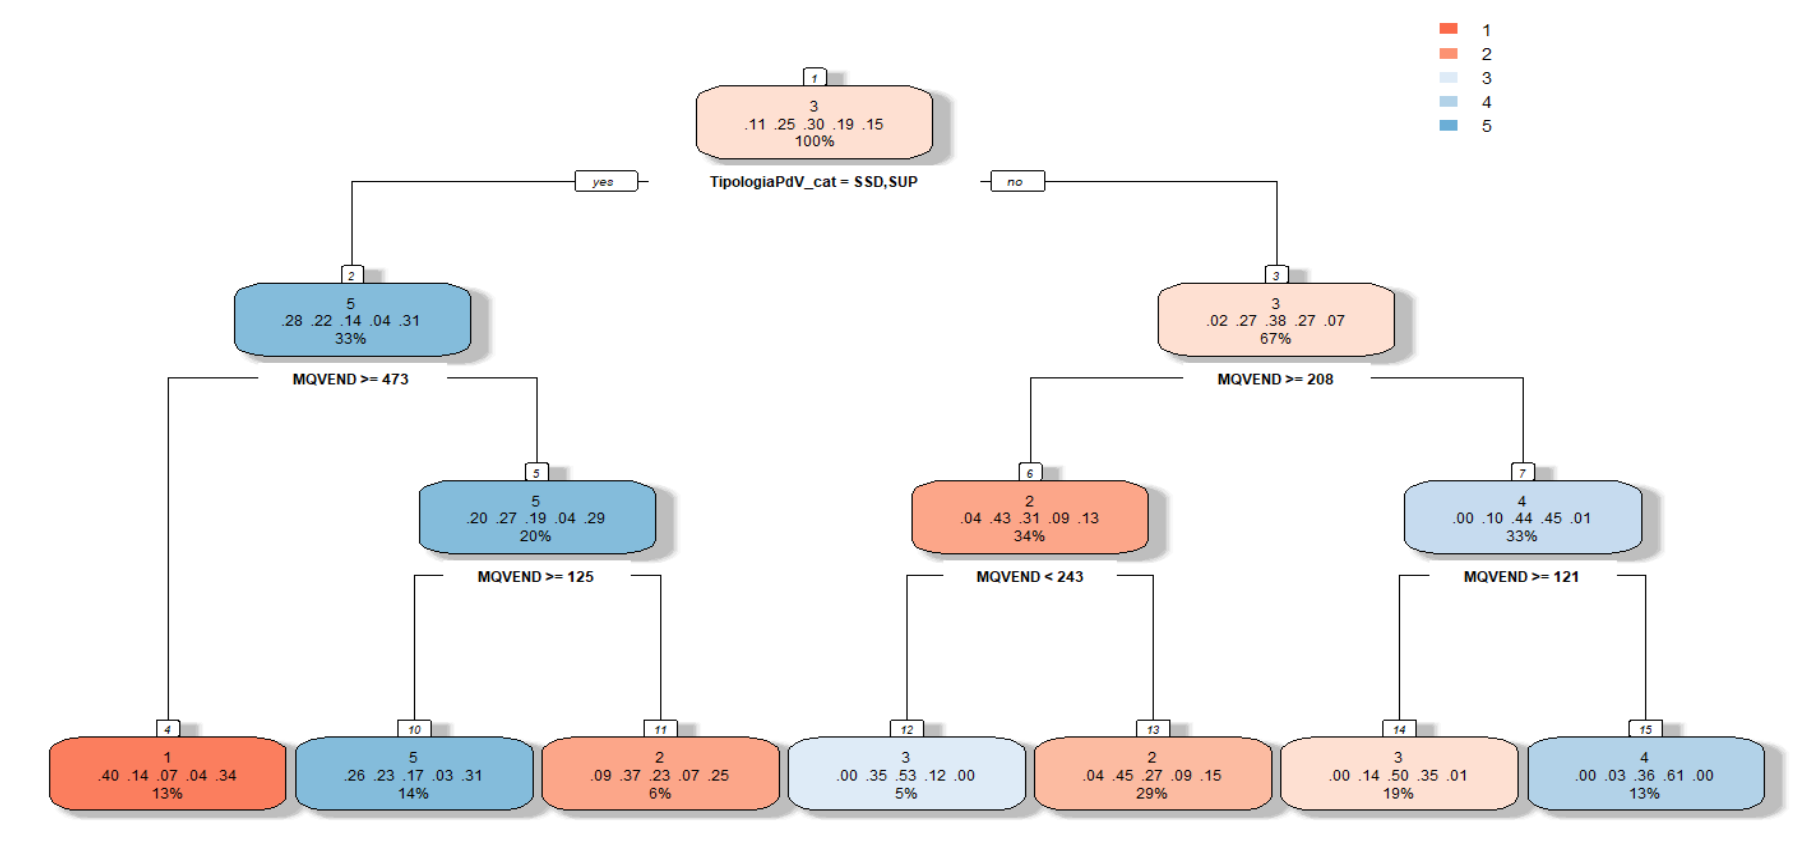 1
2
3
4
5
1
3
.11 .25 .30 .19 .15
100%
yes
TipologiaPdV_cat = SSD,SUP
no
2
5
.28 .22 .14 .04 .31
33%
3
3
.02 .27 .38 .27 .07
67%
MQVEND >= 473
MQVEND >= 208
5
5
.20 .27 .19 .04 .29
20%
6
2
.04 .43 .31 .09 .13
34%
7
4
.00 .10 .44 .45 .01
33%
MQVEND >= 125
MQVEND < 243
MQVEND >= 121
4
1
.40 .14 .07 .04 .34
13%
10
5
.26 .23 .17 .03 .31
14%
11
2
.09 .37 .23 .07 .25
6%
12
3
.00 .35 .53 .12 .00
5%
13
2
.04 .45 .27 .09 .15
29%
14
3
.00 .14 .50 .35 .01
19%
15
4
.00 .03 .36 .61 .00
13%